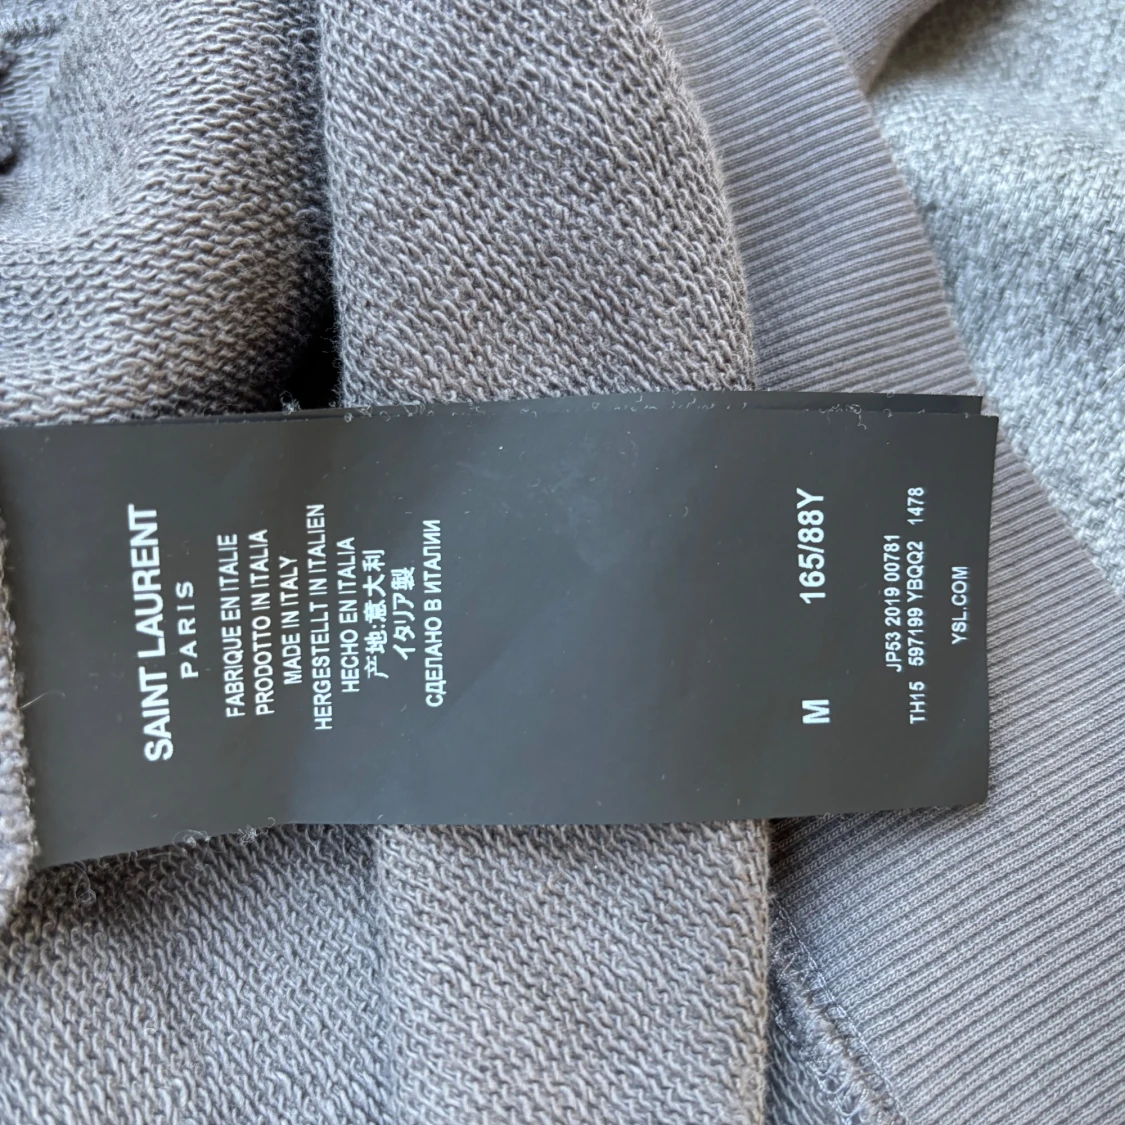 SAINT LAURENT
PARIS
FABRIQUE EN ITALIE
PRODOTTO IN ITALIA
MADE IN ITALY
HERGESTELLT IN ITALIEN
HECHO EN ITALIA
产地:意大利
イタリア製
СДЕЛАНО В ИТАЛИИ
M 165/88Y
JP53 2019 00781
TH15 597199 YBQQ2 1478
YSL.COM